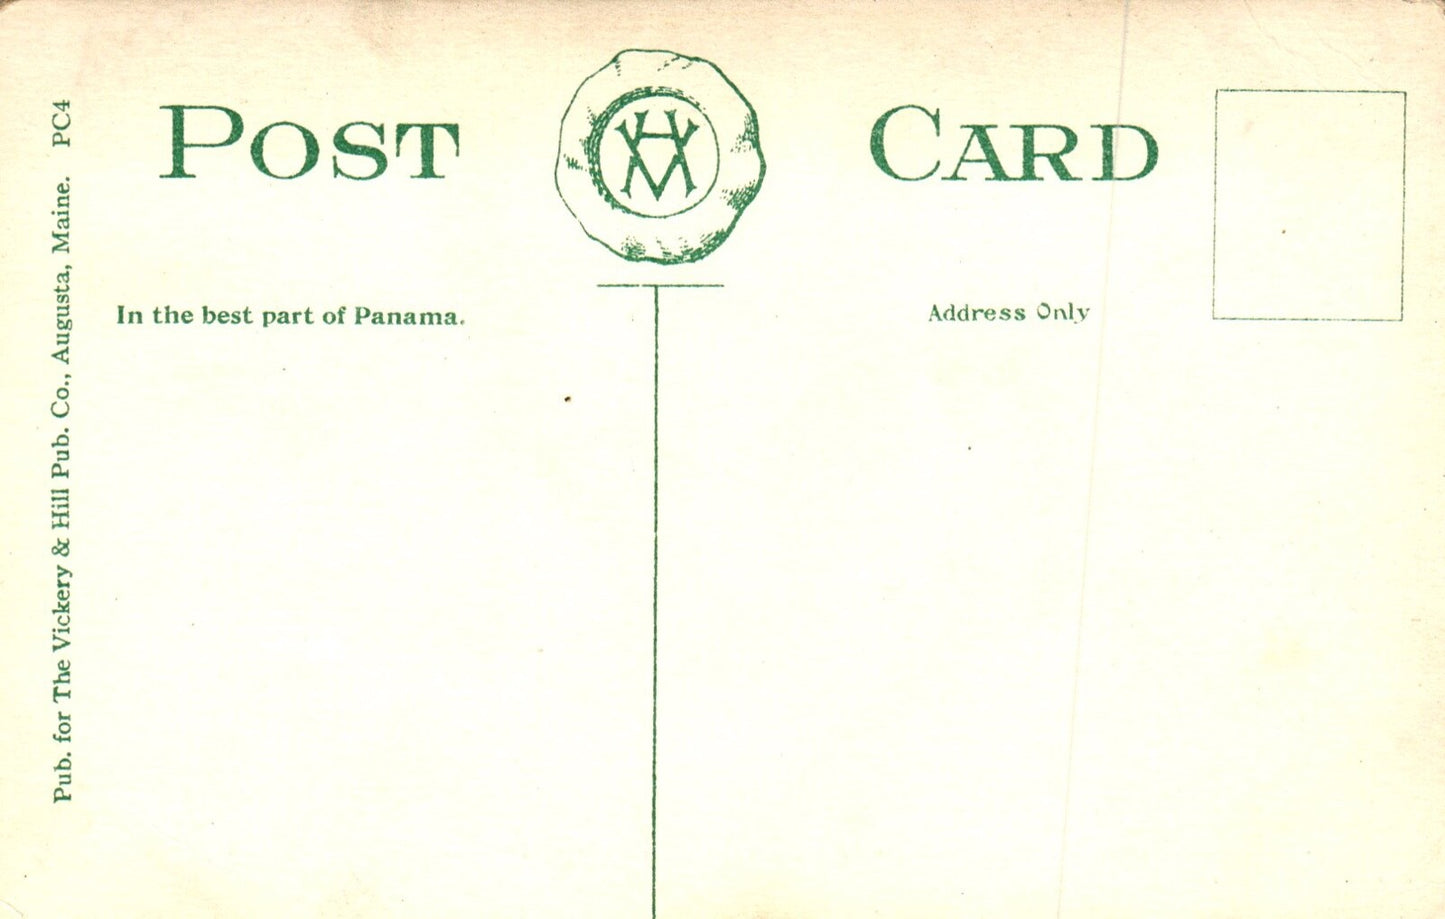 POST CARD
VH
In the best part of Panama.
Address Only
Pub. for The Vickery & Hill Pub. Co., Augusta, Maine. PC4